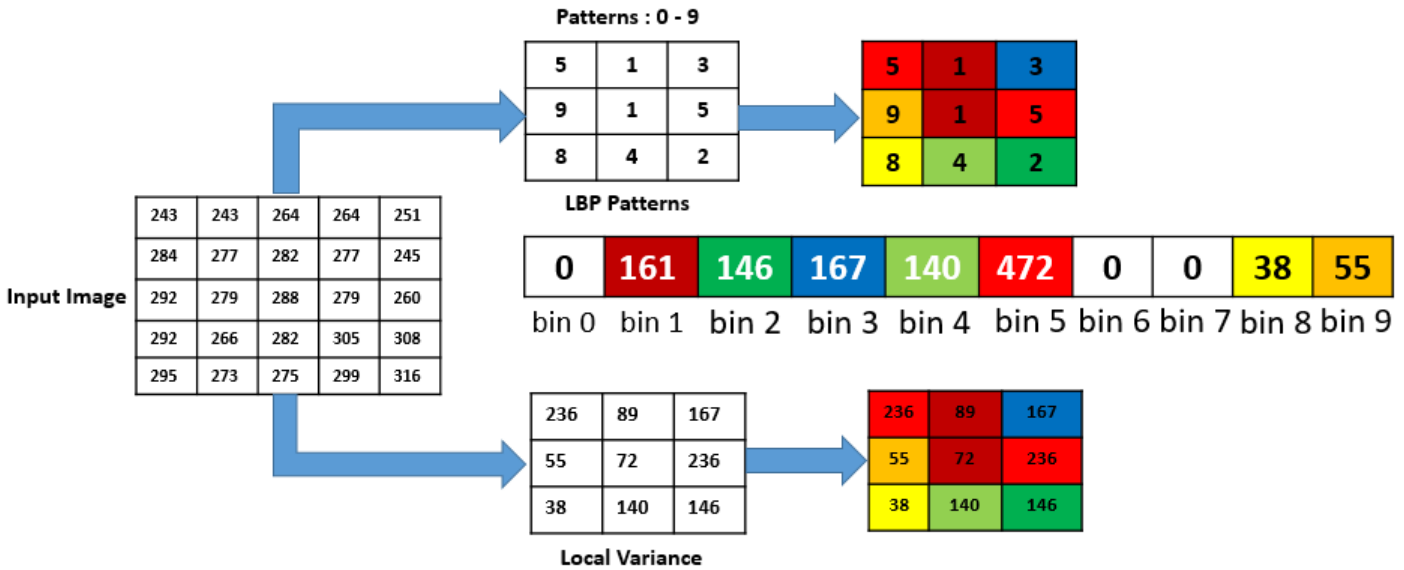 Patterns : 0 - 9
5 1 3
9 1 5
8 4 2
LBP Patterns
5 1 3
9 1 5
8 4 2
Input Image
243 243 264 264 251
284 277 282 277 245
292 279 288 279 260
292 266 282 305 308
295 273 275 299 316
0 161 146 167 140 472 0 0 38 55
bin 0 bin 1 bin 2 bin 3 bin 4 bin 5 bin 6 bin 7 bin 8 bin 9
236 89 167
55 72 236
38 140 146
Local Variance
236 89 167
55 72 236
38 140 146